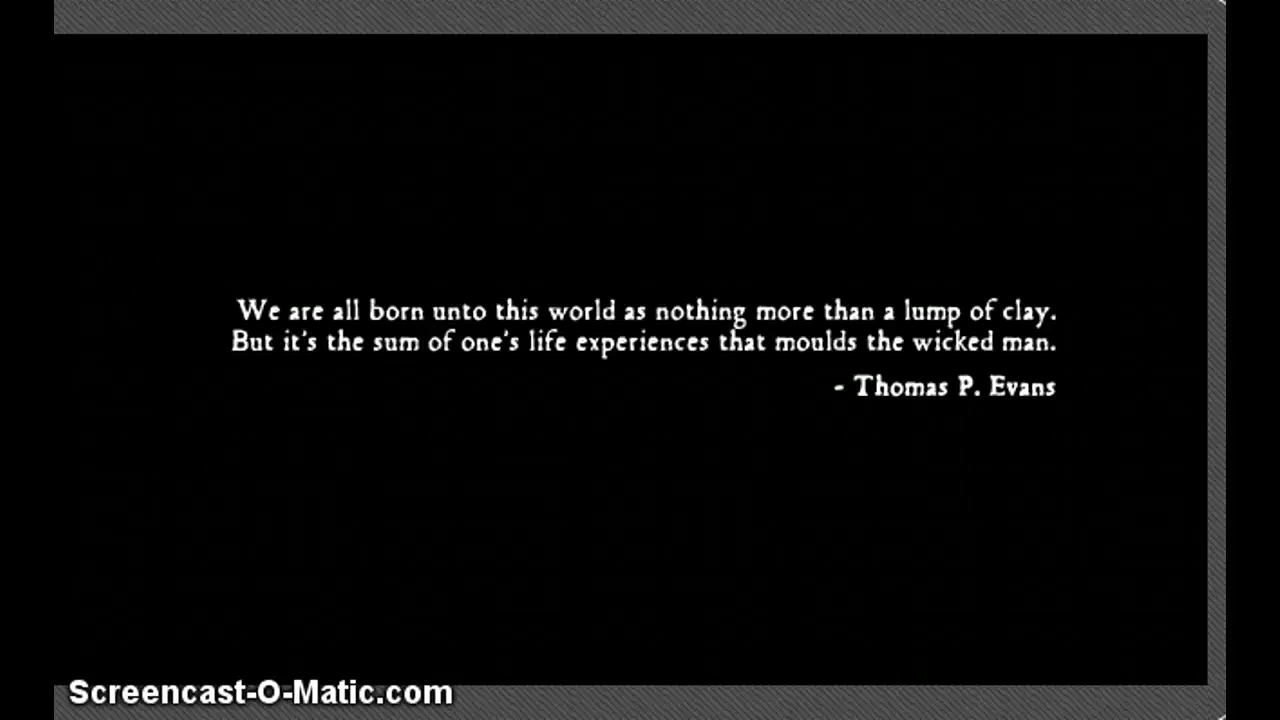 We are all born unto this world as nothing more than a lump of clay.
But it's the sum of one's life experiences that moulds the wicked man.
- Thomas P. Evans
Screencast-O-Matic.com